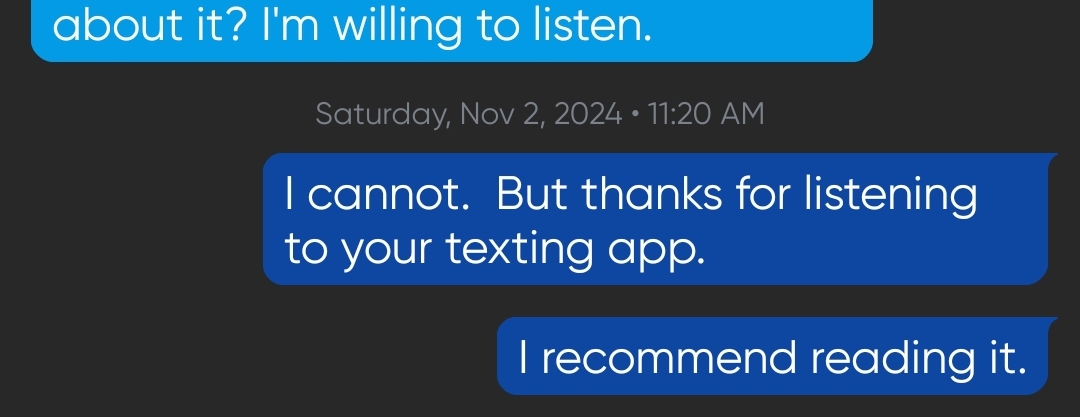 about it? I'm willing to listen.
Saturday, Nov 2, 2024 • 11:20 AM
I cannot.  But thanks for listening
to your texting app.
I recommend reading it.